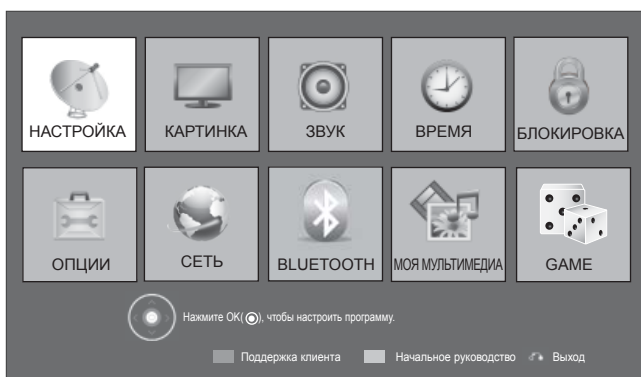 НАСТРОЙКА КАРТИНКА ЗВУК ВРЕМЯ БЛОКИРОВКА
ОПЦИИ СЕТЬ BLUETOOTH МОЯ МУЛЬТИМЕДИА GAME
Нажмите OK(◉), чтобы настроить программу.
Поддержка клиента Начальное руководство Выход